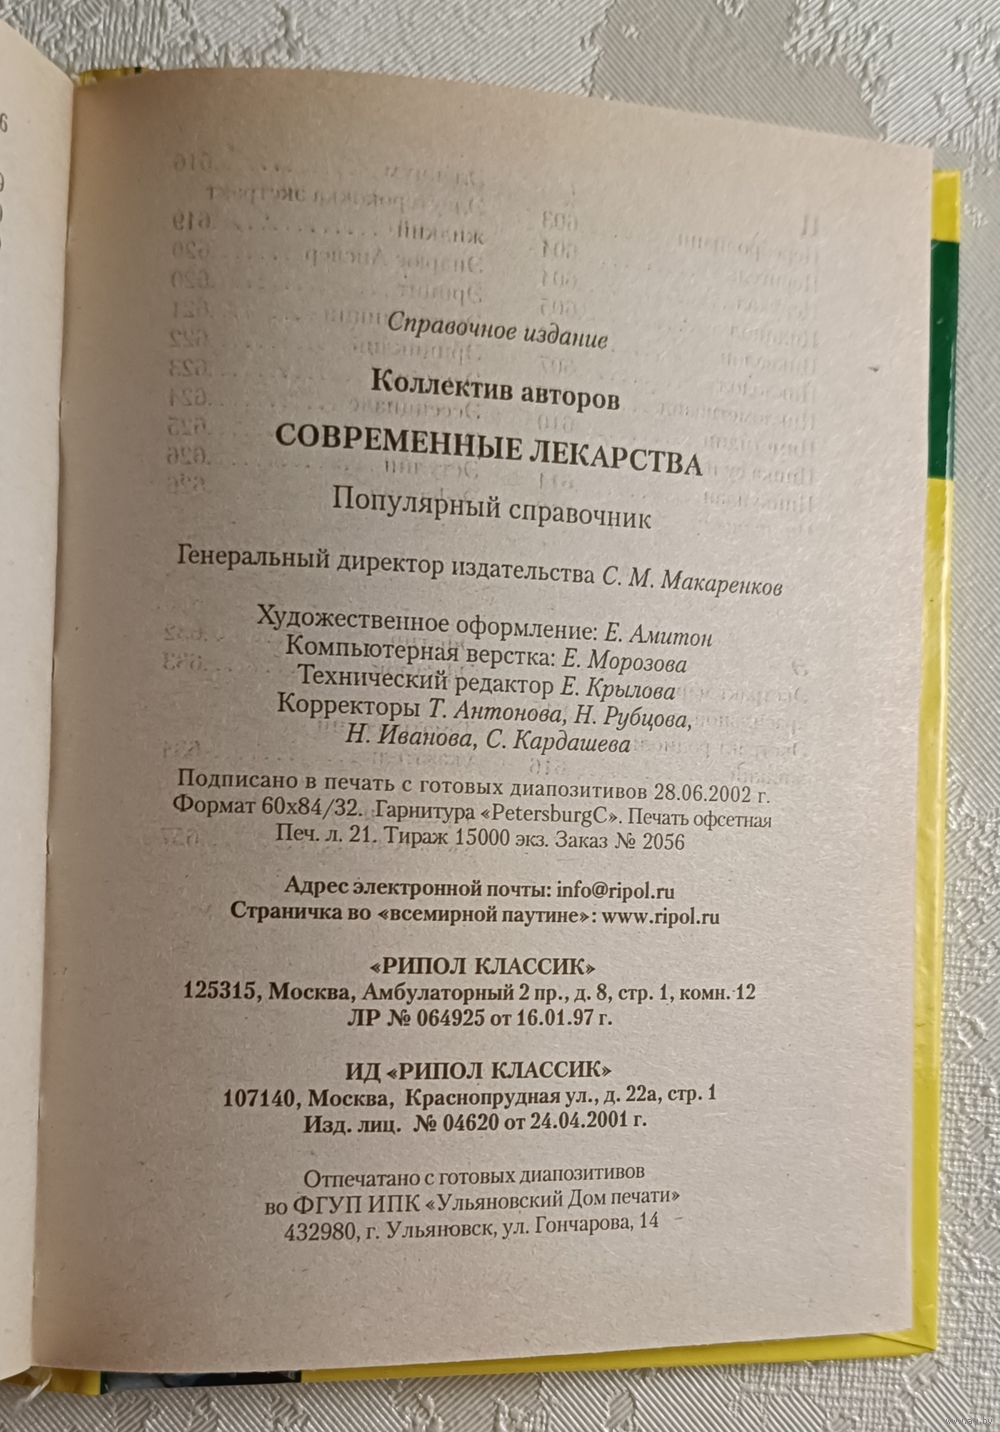 Справочное издание
Коллектив авторов
СОВРЕМЕННЫЕ ЛЕКАРСТВА
Популярный справочник
Генеральный директор издательства С. М. Макаренков
Художественное оформление: Е. Амитон
Компьютерная верстка: Е. Морозова
Технический редактор Е. Крылова
Корректоры Т. Антонова, Н. Рубцова,
Н. Иванова, С. Кардашева
Подписано в печать с готовых диапозитивов 28.06.2002 г.
Формат 60х84/32. Гарнитура «PetersburgC». Печать офсетная
Печ. л. 21. Тираж 15000 экз. Заказ № 2056
Адрес электронной почты: info@ripol.ru
Страничка во «всемирной паутине»: www.ripol.ru
«РИПОЛ КЛАССИК»
125315, Москва, Амбулаторный 2 пр., д. 8, стр. 1, комн. 12
ЛР № 064925 от 16.01.97 г.
ИД «РИПОЛ КЛАССИК»
107140, Москва, Краснопрудная ул., д. 22а, стр. 1
Изд. лиц. № 04620 от 24.04.2001 г.
Отпечатано с готовых диапозитивов
во ФГУП ИПК «Ульяновский Дом печати»
432980, г. Ульяновск, ул. Гончарова, 14